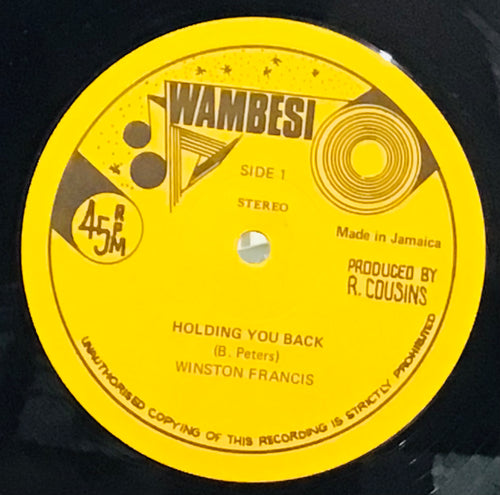 WAMBESI
SIDE 1
STEREO
45 RPM
Made in Jamaica
PRODUCED BY
R. COUSINS
HOLDING YOU BACK
(B. Peters)
WINSTON FRANCIS
UNAUTHORISED COPYING OF THIS RECORDING IS STRICTLY PROHIBITED